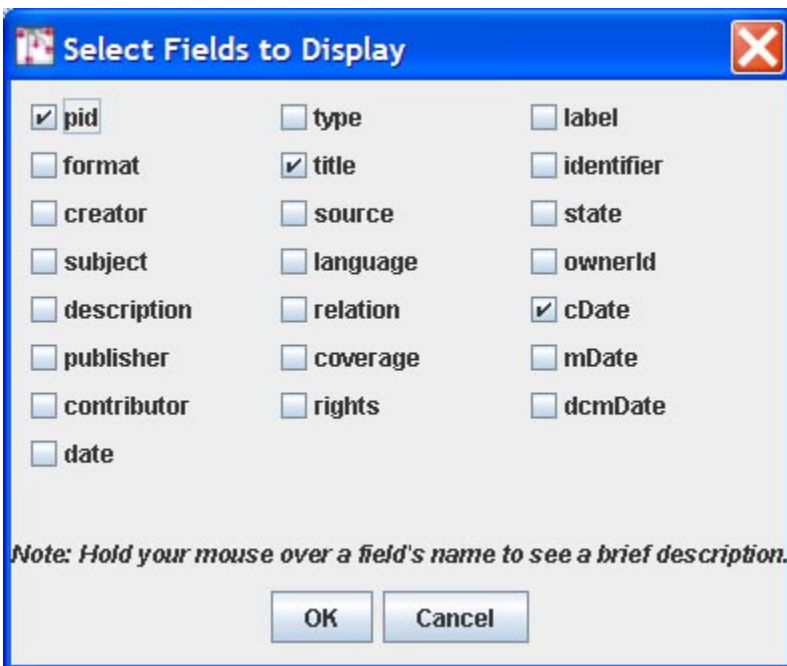 Select Fields to Display
pid type label
format title identifier
creator source state
subject language ownerId
description relation cDate
publisher coverage mDate
contributor rights dcmDate
date
Note: Hold your mouse over a field's name to see a brief description.
OK Cancel